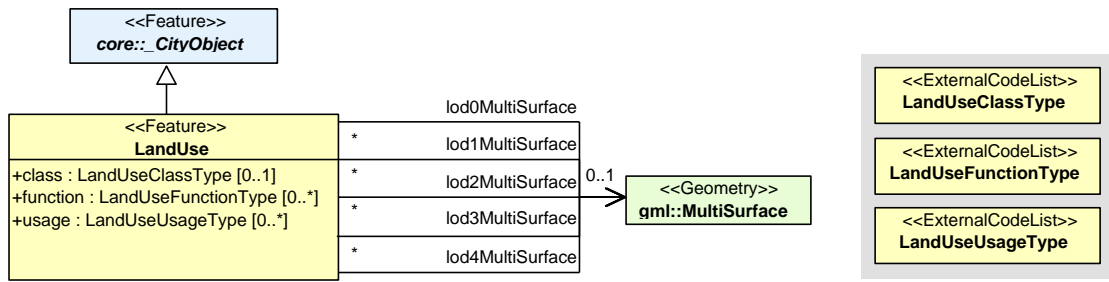 <<Feature>>
core::_CityObject
<<Feature>>
LandUse
+class : LandUseClassType [0..1]
+function : LandUseFunctionType [0..*]
+usage : LandUseUsageType [0..*]
lod0MultiSurface
*
lod1MultiSurface
*
lod2MultiSurface
0..1
*
lod3MultiSurface
*
lod4MultiSurface
<<Geometry>>
gml::MultiSurface
<<ExternalCodeList>>
LandUseClassType
<<ExternalCodeList>>
LandUseFunctionType
<<ExternalCodeList>>
LandUseUsageType